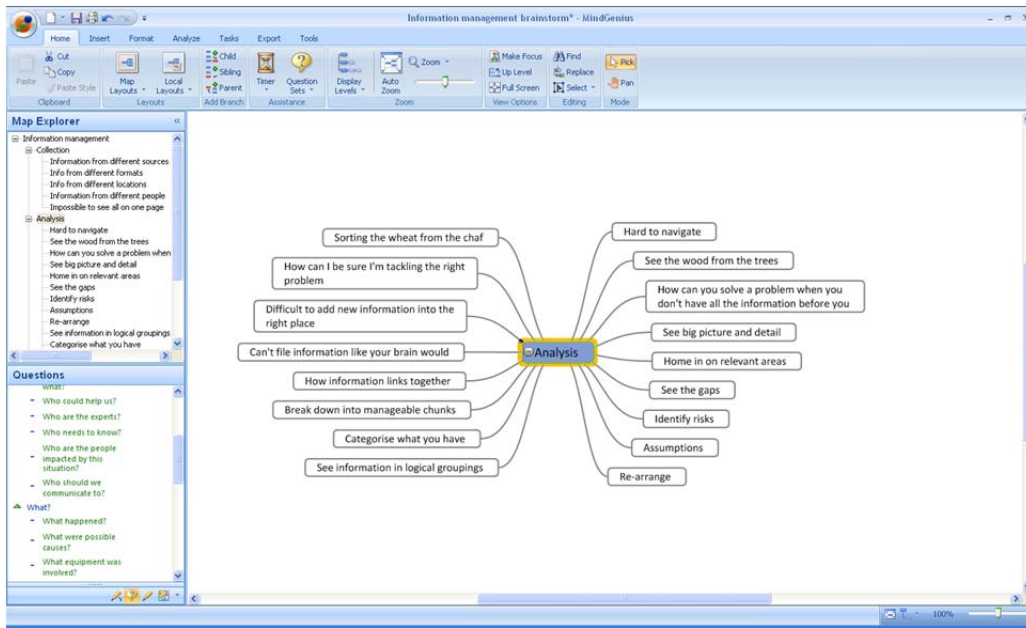 Information management brainstorm* - MindGenius
Home Insert Format Analyze Tasks Export Tools
Paste
Cut
Copy
Paste Style
Clipboard
Map
Layouts
Local
Layouts
Layouts
Child
Sibling
Parent
Add Branch
Timer
Question
Sets
Assistance
Display
Levels
Auto
Zoom
Zoom
Zoom
Make Focus
Up Level
Full Screen
View Options
Find
Replace
Select
Editing
Pick
Pan
Mode
Map Explorer
Information management
Collection
Information from different sources
Info from different formats
Info from different locations
Information from different people
Impossible to see all on one page
Analysis
Hard to navigate
See the wood from the trees
How can you solve a problem when
See big picture and detail
Home in on relevant areas
See the gaps
Identify risks
Assumptions
Re-arrange
See information in logical groupings
Categorise what you have
Questions
what?
Who could help us?
Who are the experts?
Who needs to know?
Who are the people
impacted by this
situation?
Who should we
communicate to?
What?
What happened?
What were possible
causes?
What equipment was
involved?
Sorting the wheat from the chaf
How can I be sure I'm tackling the right
problem
Difficult to add new information into the
right place
Can't file information like your brain would
How information links together
Break down into manageable chunks
Categorise what you have
See information in logical groupings
Analysis
Hard to navigate
See the wood from the trees
How can you solve a problem when you
don't have all the information before you
See big picture and detail
Home in on relevant areas
See the gaps
Identify risks
Assumptions
Re-arrange
100%